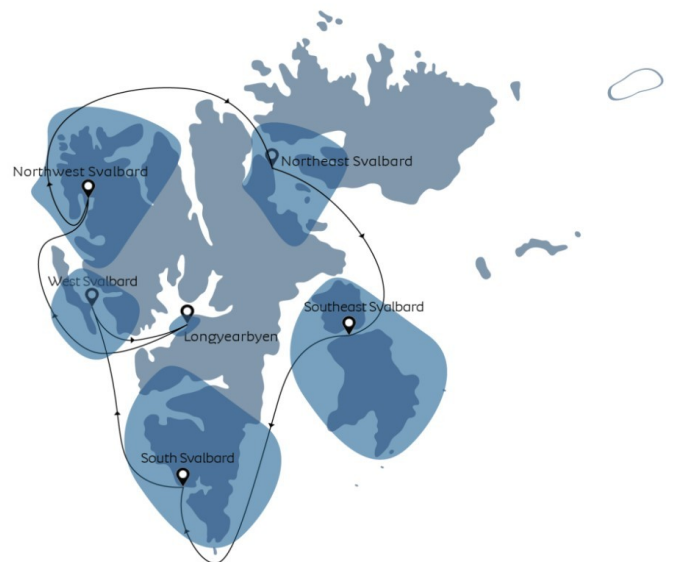 Northeast Svalbard
Northwest Svalbard
West Svalbard
Southeast Svalbard
Longyearbyen
South Svalbard